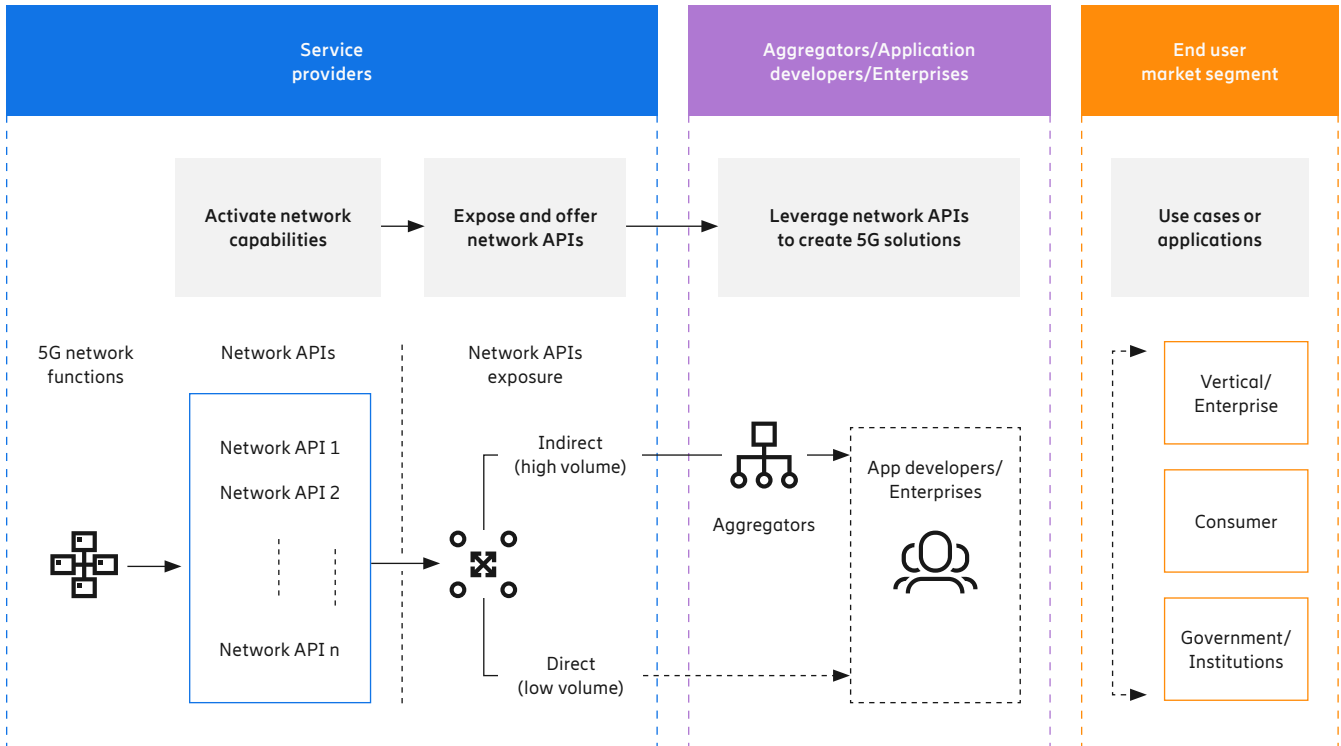 Service
providers
Aggregators/Application
developers/Enterprises
End user
market segment
Activate network
capabilities
Expose and offer
network APIs
Leverage network APIs
to create 5G solutions
Use cases or
applications
5G network
functions
Network APIs
Network APIs
exposure
Network API 1
Network API 2
Network API n
Indirect
(high volume)
Direct
(low volume)
Aggregators
App developers/
Enterprises
Vertical/
Enterprise
Consumer
Government/
Institutions